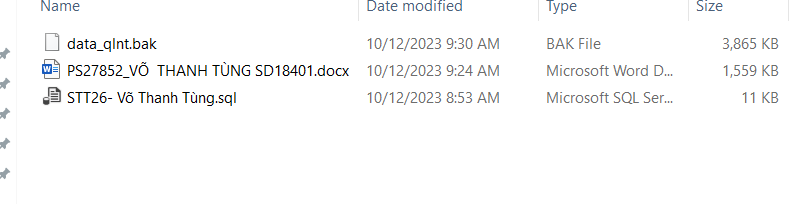 Name Date modified Type Size
data_qlnt.bak 10/12/2023 9:30 AM BAK File 3,865 KB
PS27852_VÕ  THANH TÙNG SD18401.docx 10/12/2023 9:24 AM Microsoft Word D... 1,559 KB
STT26- Võ Thanh Tùng.sql 10/12/2023 8:53 AM Microsoft SQL Ser... 11 KB